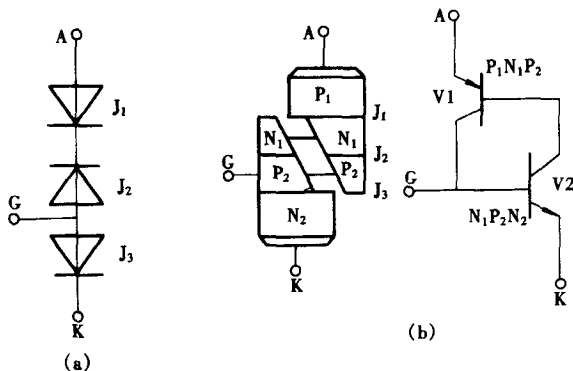 A
J₁
J₂
G
J₃
K
(a)
A
P₁
J₁
N₁ N₁
J₂
G P₂ P₂
J₃
N₂
K
A
P₁N₁P₂
V1
G
V2
N₁P₂N₂
K
(b)